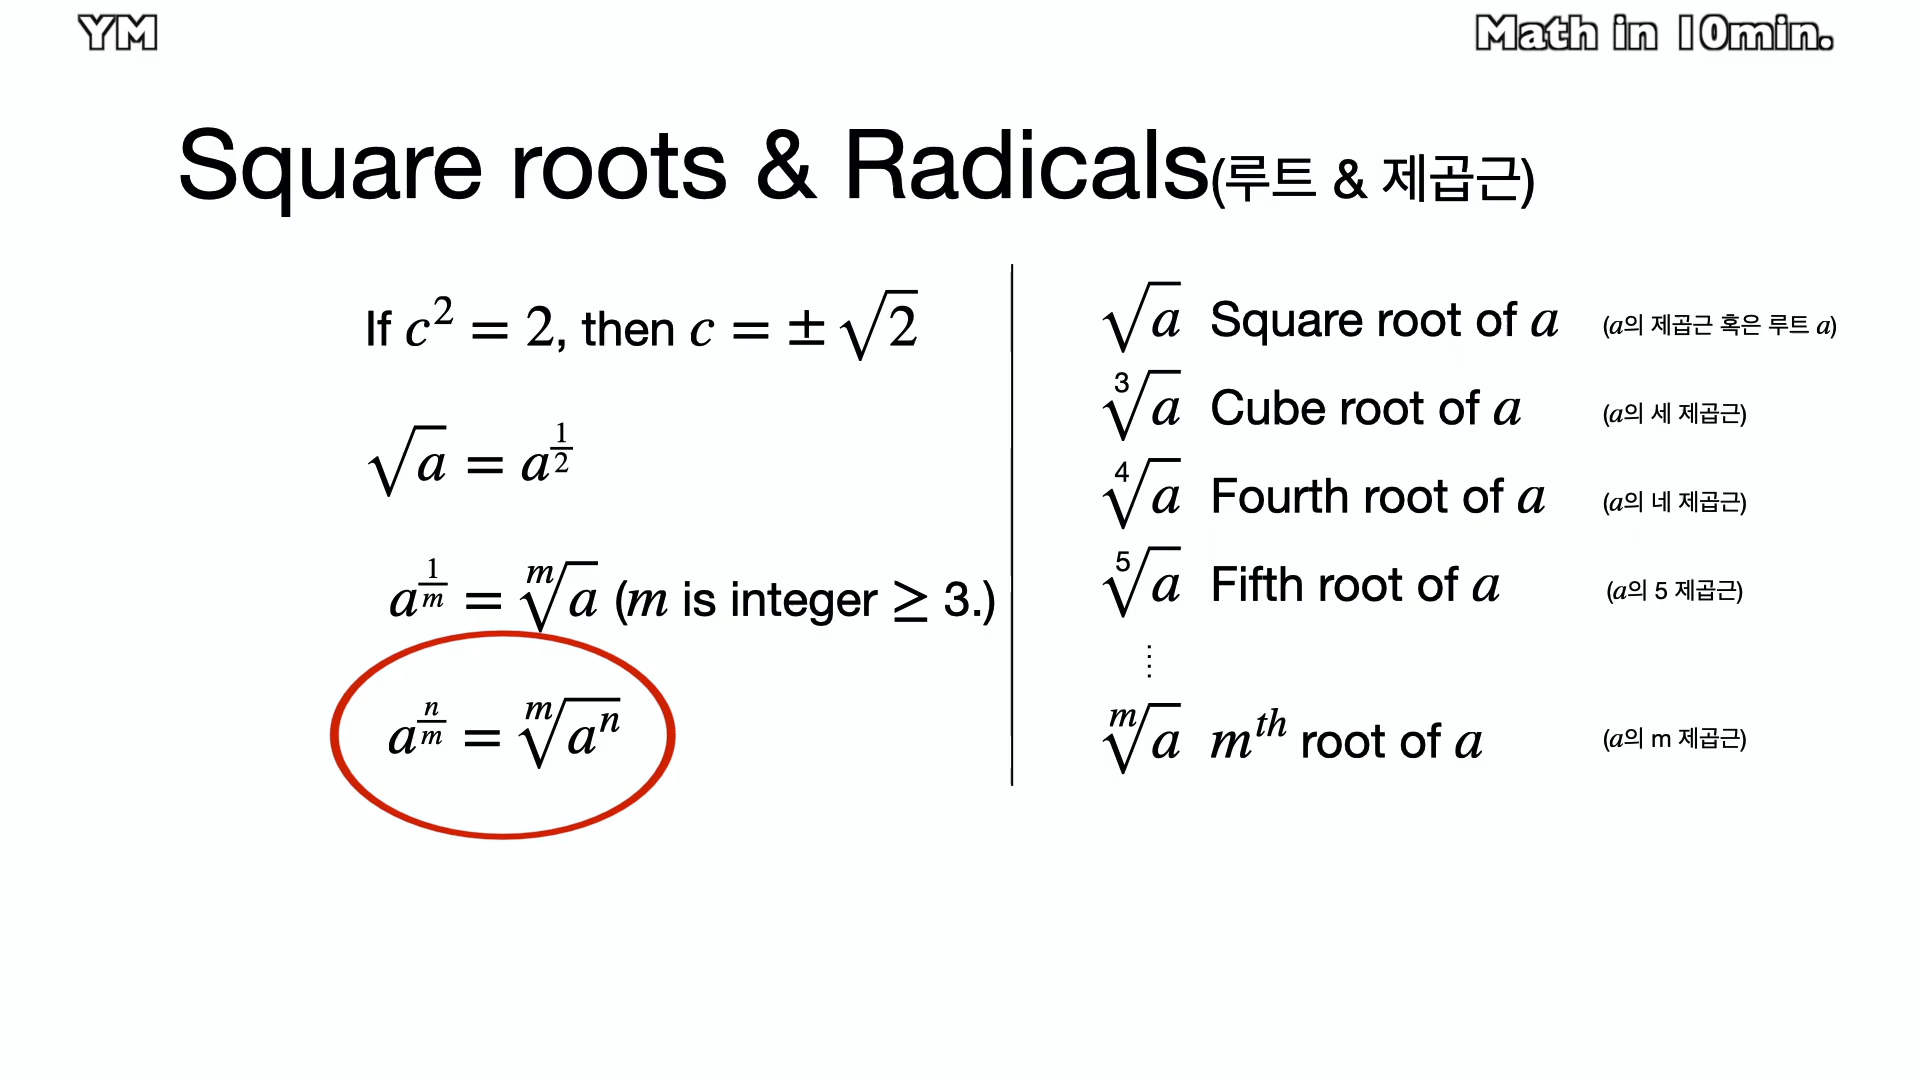 YM
Math in 10min.
Square roots & Radicals(루트 & 제곱근)
If c² = 2, then c = ± √2
√a = a^(1/2)
a^(1/m) = ᵐ√a (m is integer ≥ 3.)
a^(n/m) = ᵐ√(aⁿ)
√a Square root of a (a의 제곱근 혹은 루트 a)
³√a Cube root of a (a의 세 제곱근)
⁴√a Fourth root of a (a의 네 제곱근)
⁵√a Fifth root of a (a의 5 제곱근)
⋮
ᵐ√a mᵗʰ root of a (a의 m 제곱근)